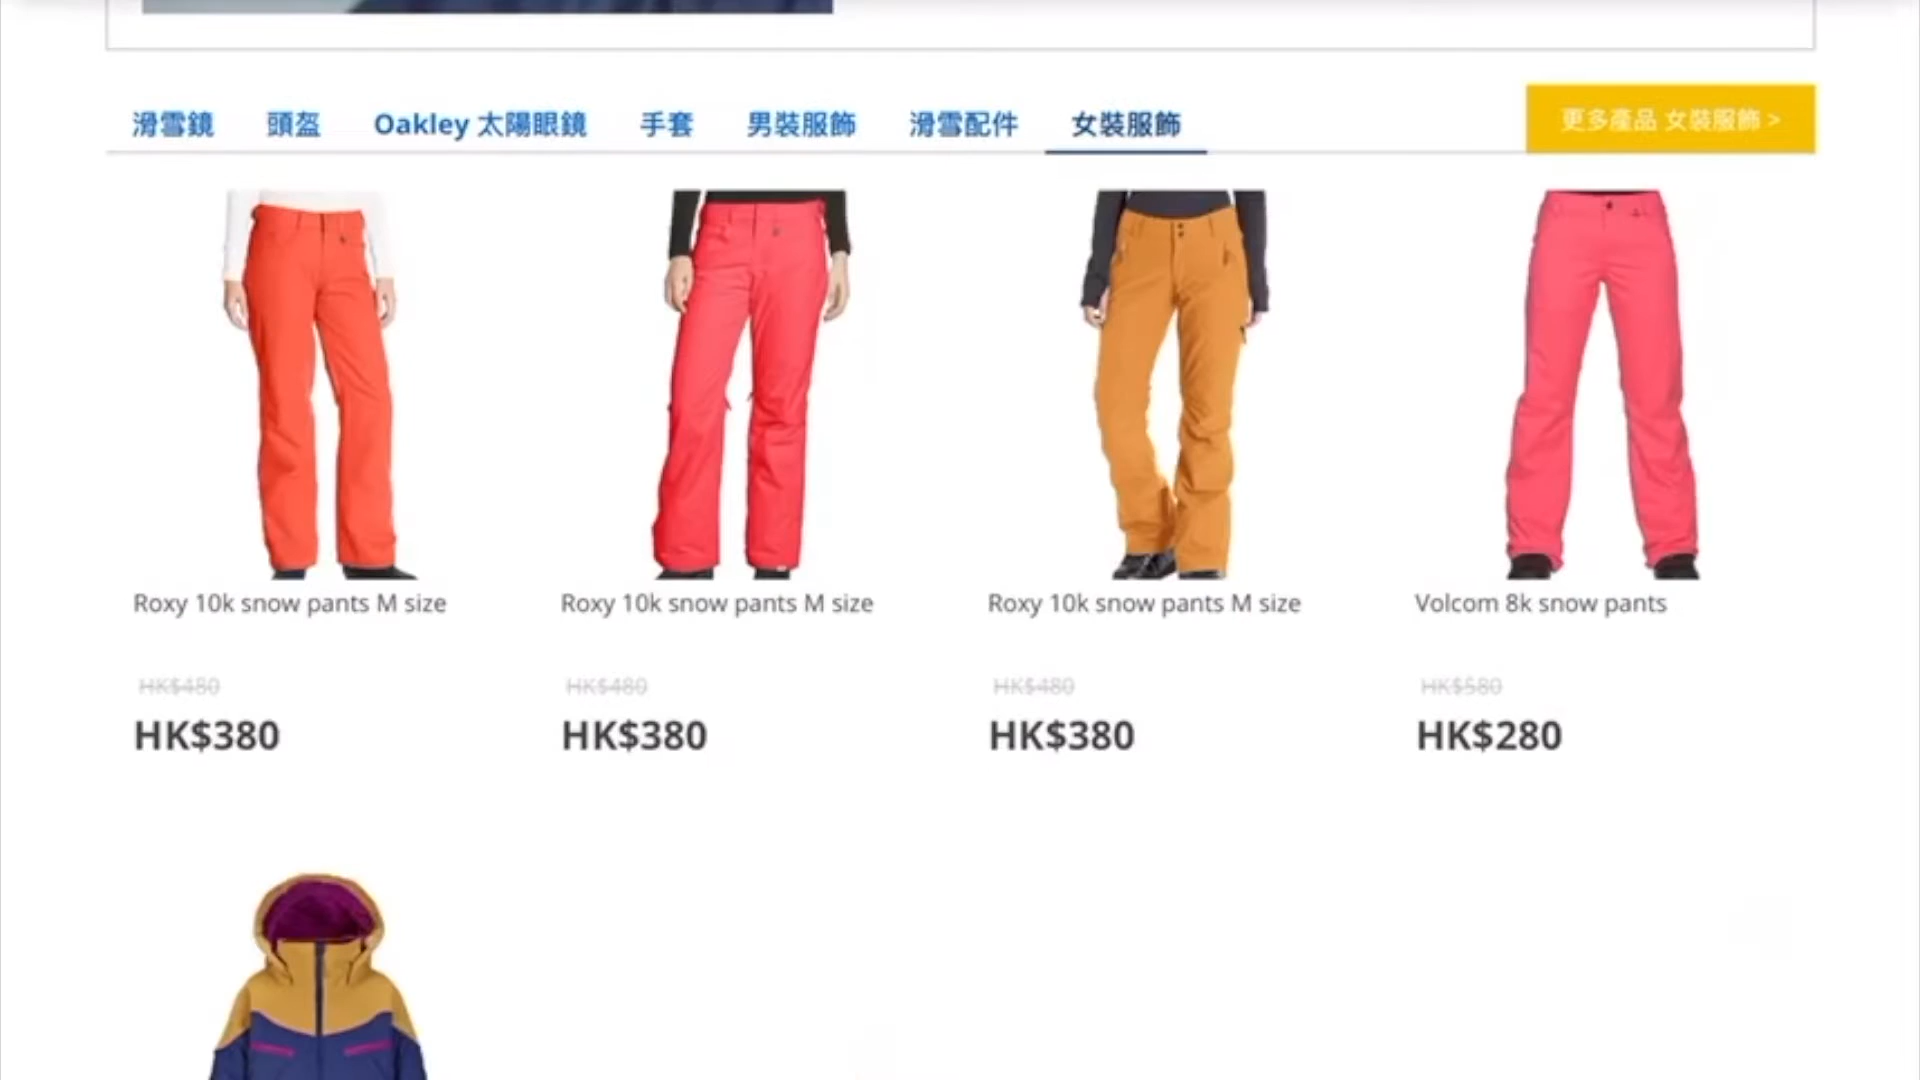 滑雪鏡 頭盔 Oakley 太陽眼鏡 手套 男裝服飾 滑雪配件 女裝服飾 更多產品 女裝服飾 >
Roxy 10k snow pants M size
HK$480
HK$380
Roxy 10k snow pants M size
HK$480
HK$380
Roxy 10k snow pants M size
HK$480
HK$380
Volcom 8k snow pants
HK$580
HK$280